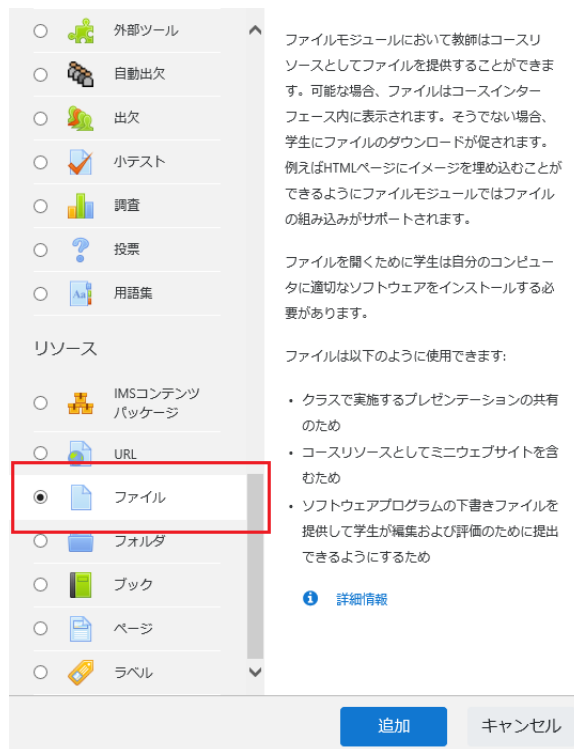 外部ツール
自動出欠
出欠
小テスト
調査
投票
用語集
リソース
IMSコンテンツ
パッケージ
URL
ファイル
フォルダ
ブック
ページ
ラベル
ファイルモジュールにおいて教師はコースリ
ソースとしてファイルを提供することができま
す。可能な場合、ファイルはコースインター
フェース内に表示されます。そうでない場合、
学生にファイルのダウンロードが促されます。
例えばHTMLページにイメージを埋め込むことが
できるようにファイルモジュールではファイル
の組み込みがサポートされます。
ファイルを開くために学生は自分のコンピュー
タに適切なソフトウェアをインストールする必
要があります。
ファイルは以下のように使用できます:
• クラスで実施するプレゼンテーションの共有
のため
• コースリソースとしてミニウェブサイトを含
むため
• ソフトウェアプログラムの下書きファイルを
提供して学生が編集および評価のために提出
できるようにするため
詳細情報
追加
キャンセル